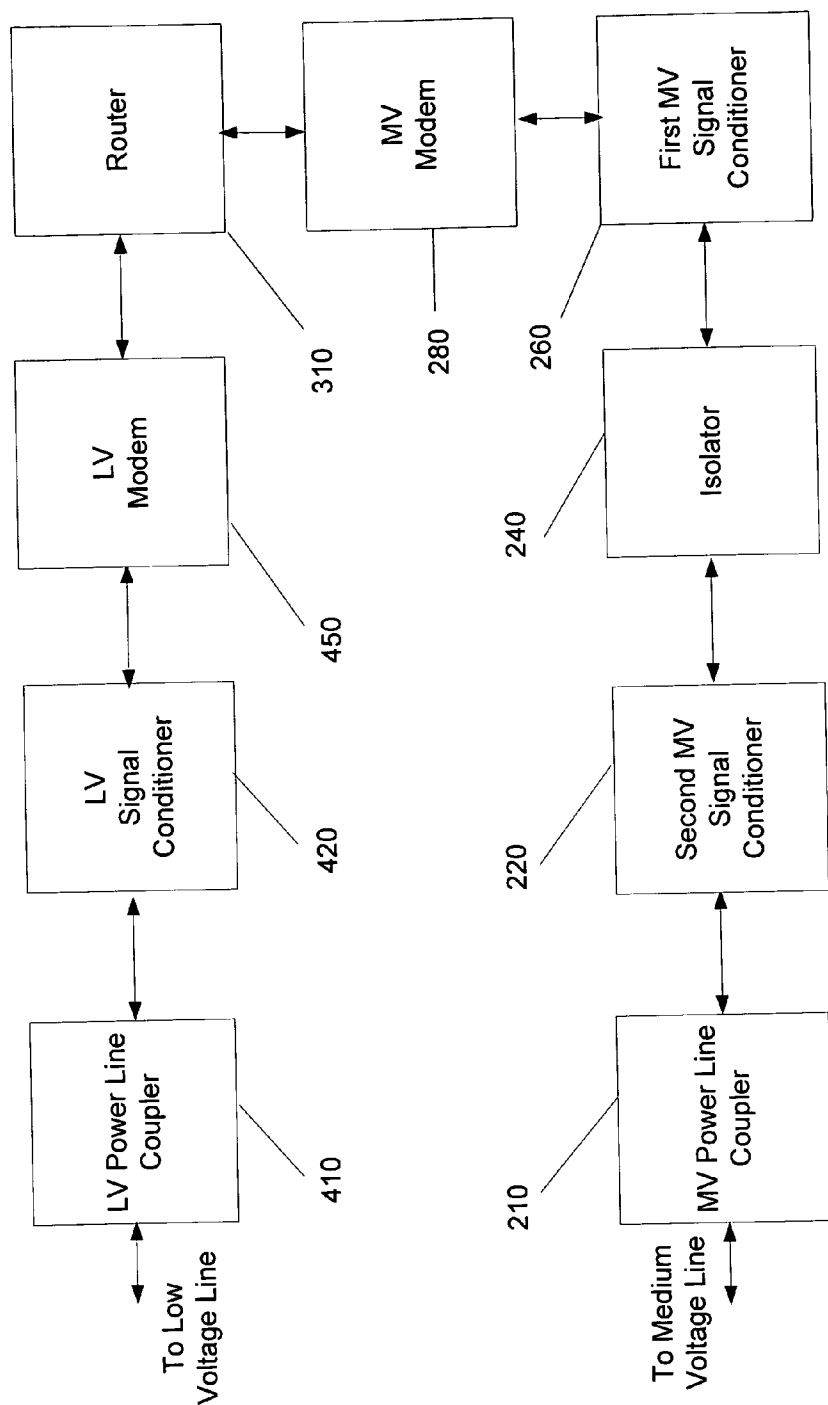 To Low
Voltage Line
LV Power Line
Coupler
410
LV
Signal
Conditioner
420
LV
Modem
450
Router
310
MV
Modem
280
First MV
Signal
Conditioner
260
Isolator
240
Second MV
Signal
Conditioner
220
MV Power Line
Coupler
210
To Medium
Voltage Line